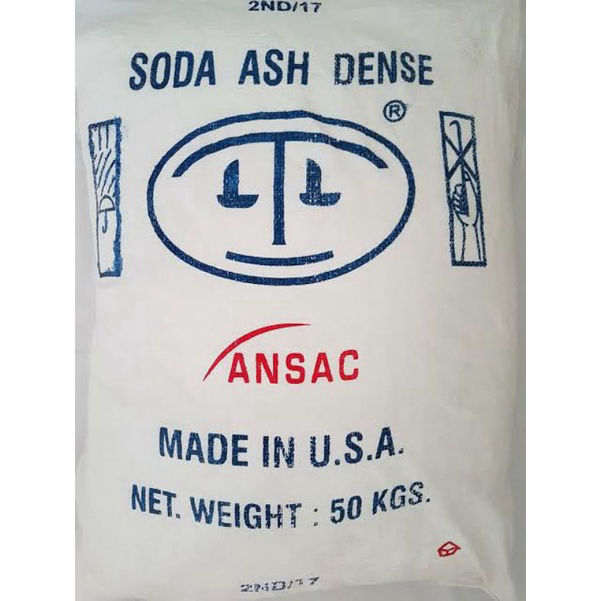 2ND/17
SODA ASH DENSE
®
ANSAC
MADE IN U.S.A.
NET. WEIGHT : 50 KGS.
2ND/17